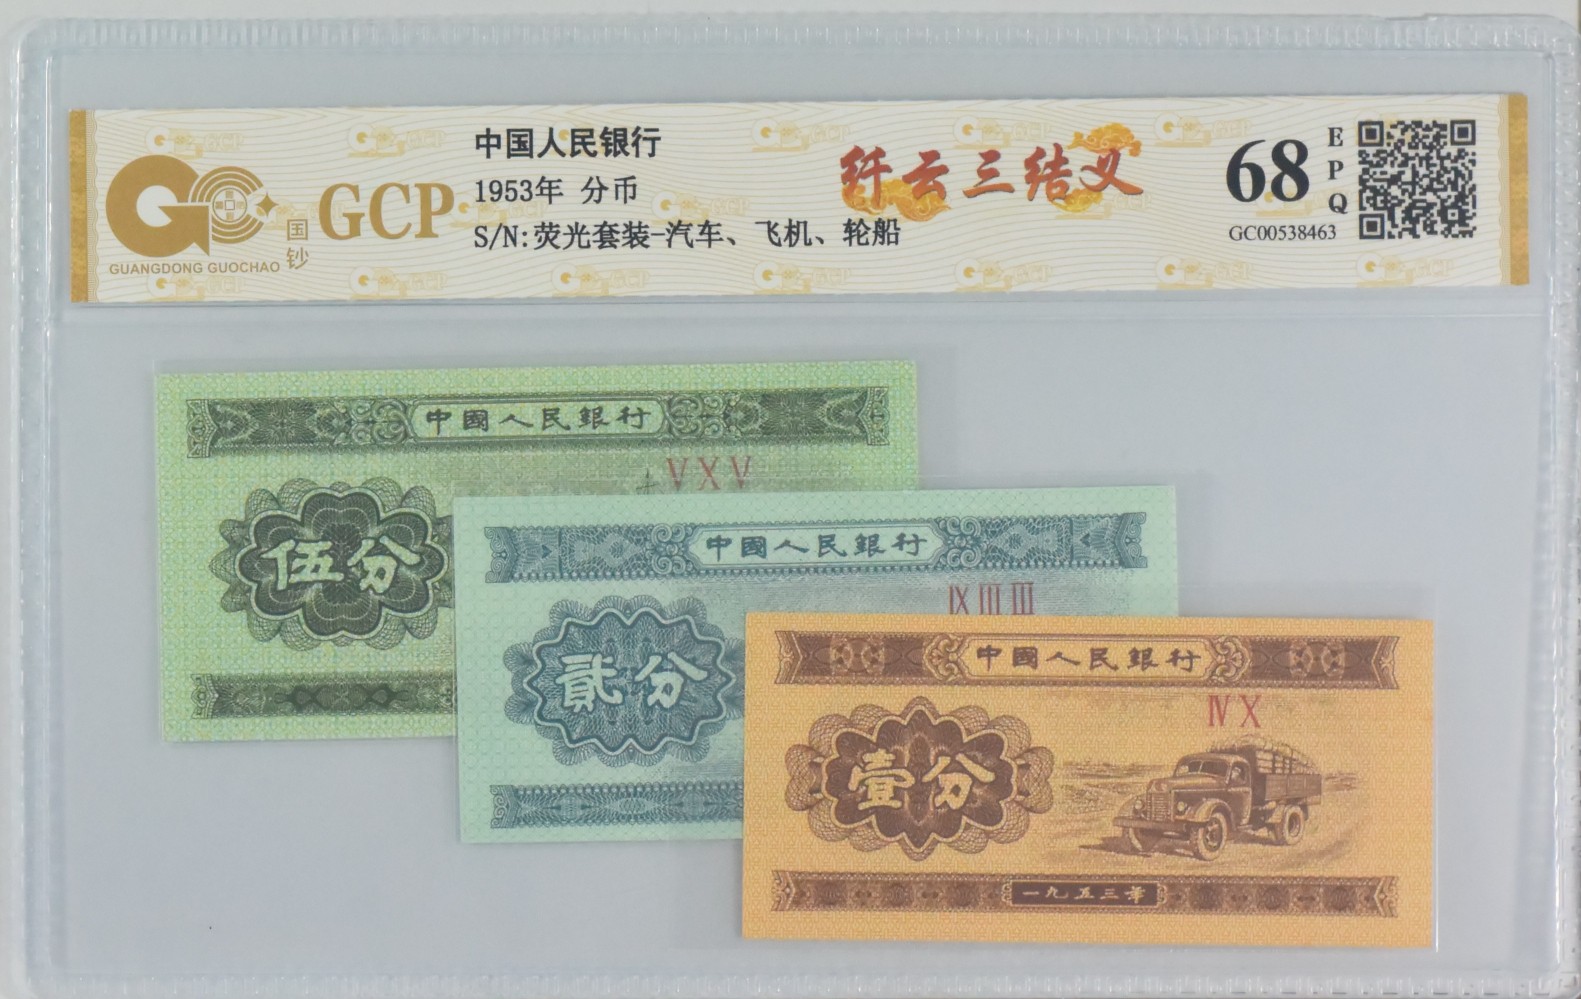 中国人民银行
1953年 分币
S/N:荧光套装-汽车、飞机、轮船
GCP
国钞
GUANGDONG GUOCHAO
纤云三结义
68
EPQ
GC00538463
中國人民銀行
VXV
伍分
中國人民銀行
IX III III
貳分
中國人民銀行
IV X
壹分
一九五三年